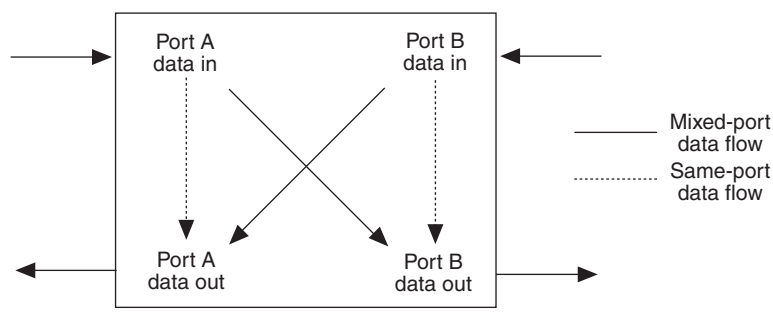 Port A
data in
Port B
data in
Mixed-port
data flow
Same-port
data flow
Port A
data out
Port B
data out